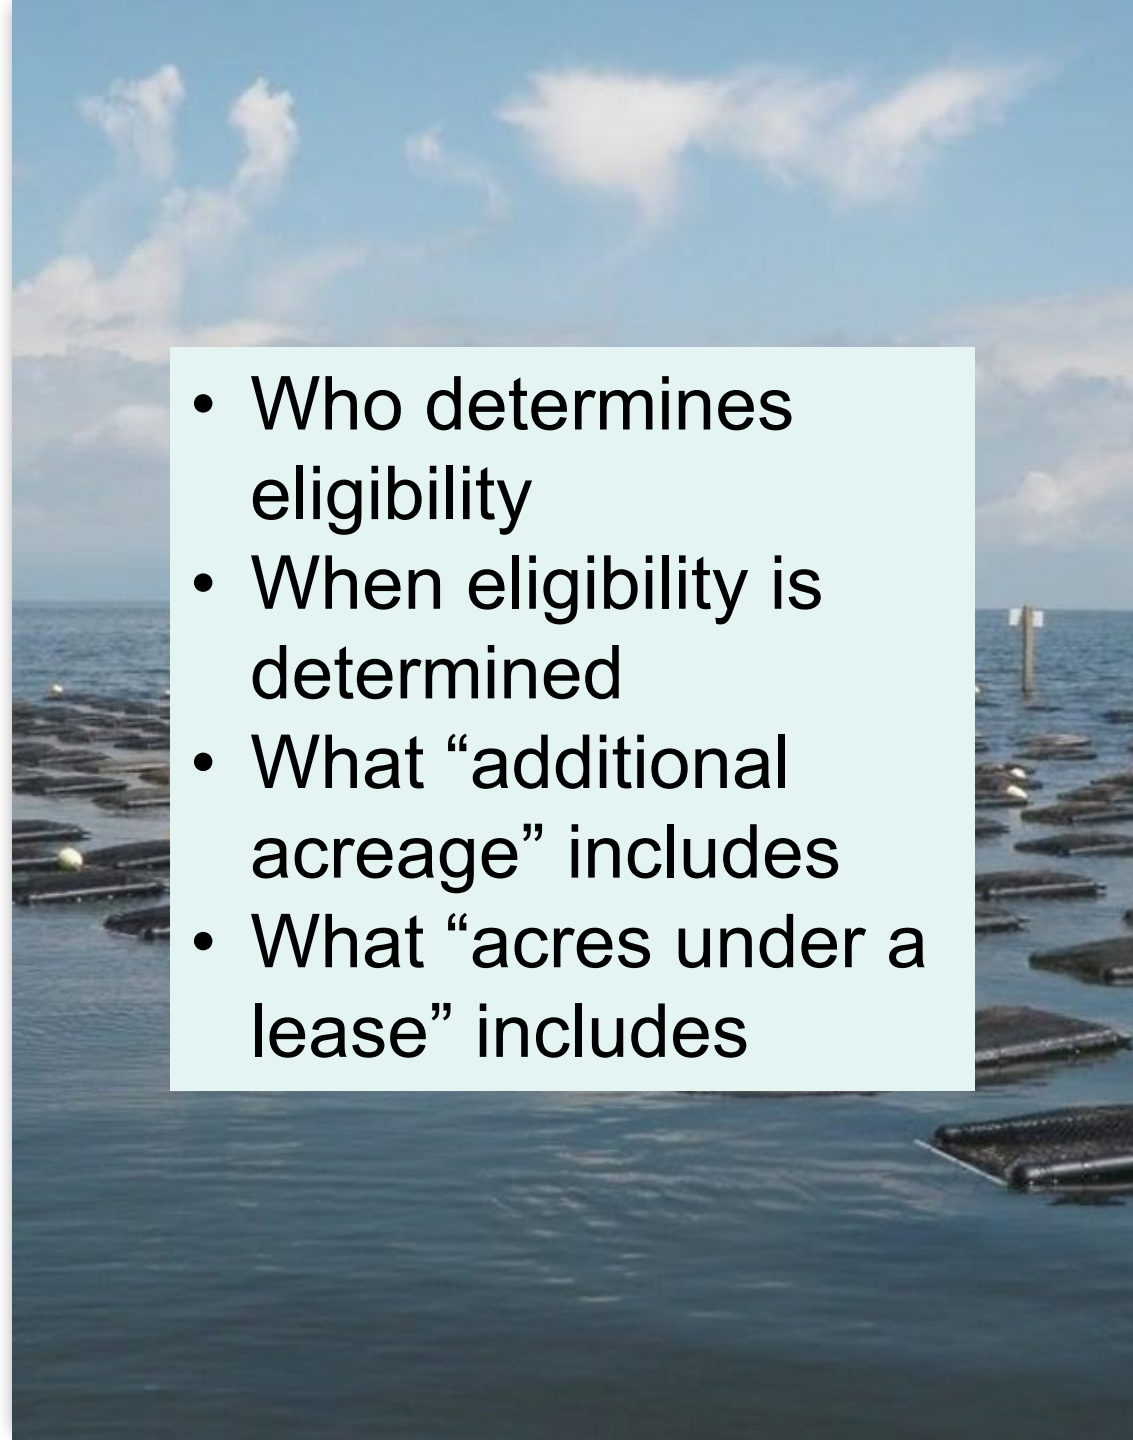 • Who determines
eligibility
• When eligibility is
determined
• What “additional
acreage” includes
• What “acres under a
lease” includes